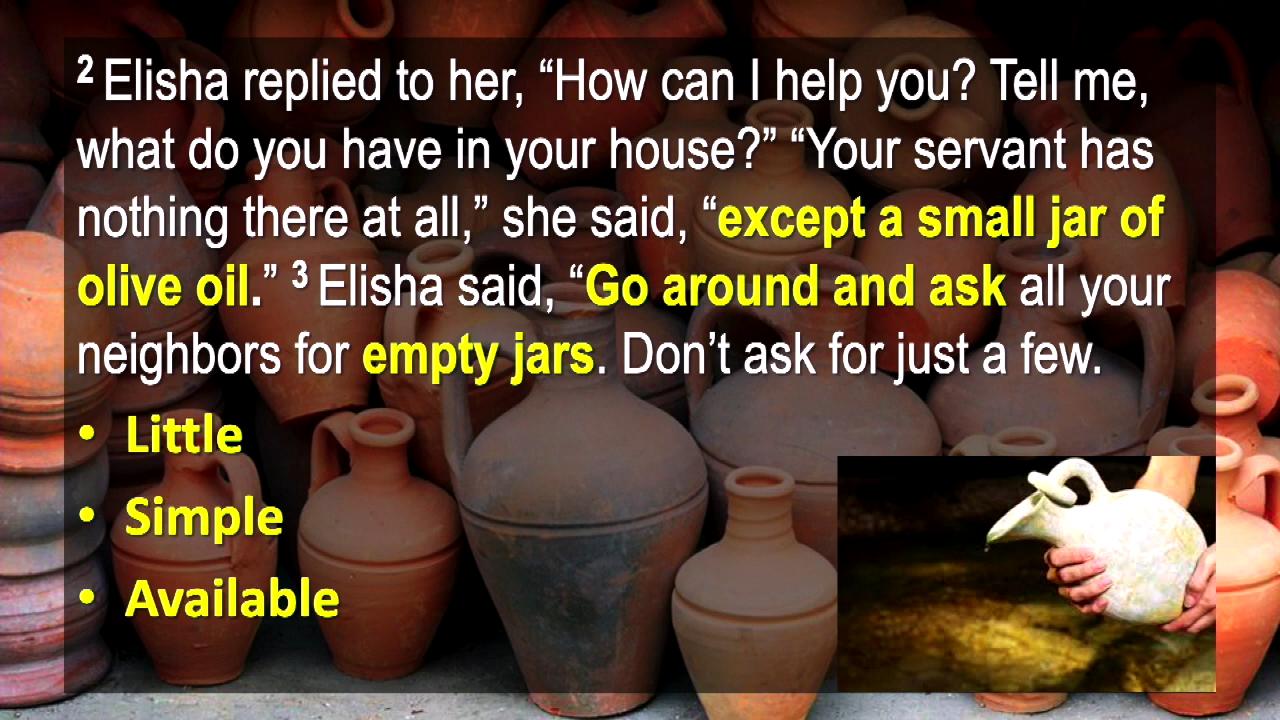 2 Elisha replied to her, “How can I help you? Tell me,
what do you have in your house?” “Your servant has
nothing there at all,” she said, “except a small jar of
olive oil.” 3 Elisha said, “Go around and ask all your
neighbors for empty jars. Don’t ask for just a few.
• Little
• Simple
• Available